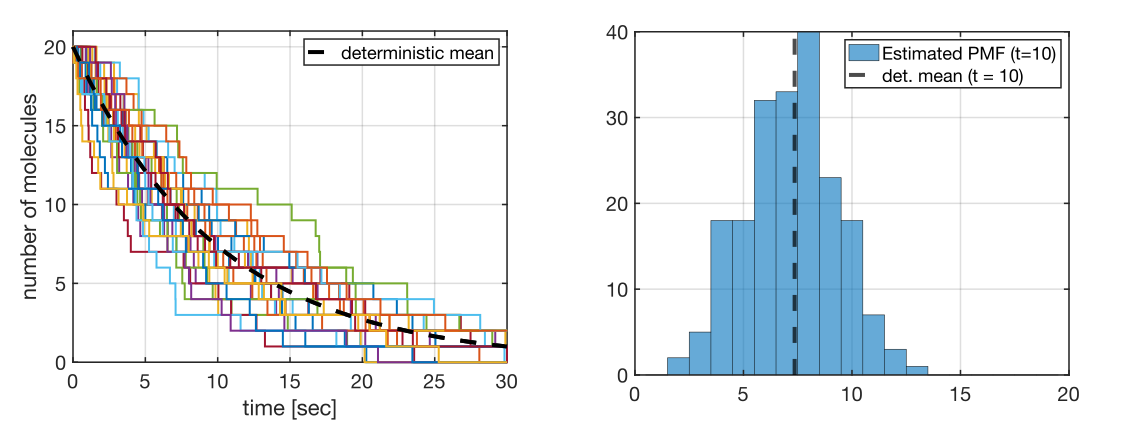 deterministic mean
20
15
10
5
0
number of molecules
0 5 10 15 20 25 30
time [sec]
Estimated PMF (t=10)
det. mean (t = 10)
40
30
20
10
0
0 5 10 15 20